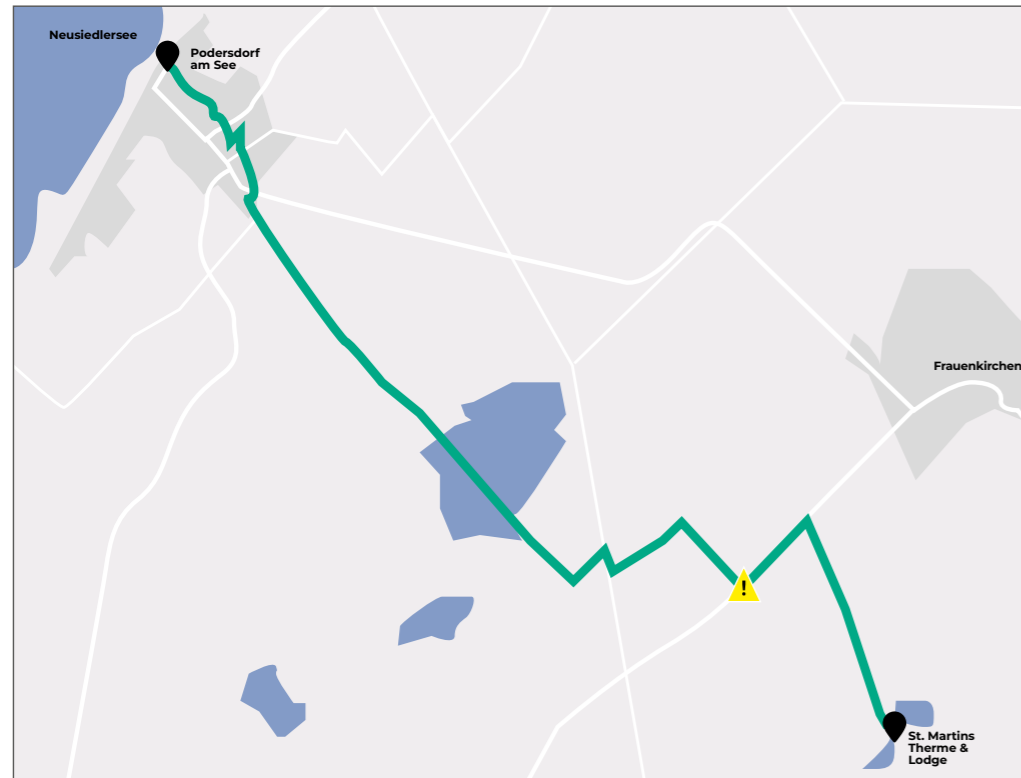 Neusiedlersee
Podersdorf
am See
Frauenkirchen
!
St. Martins
Therme &
Lodge